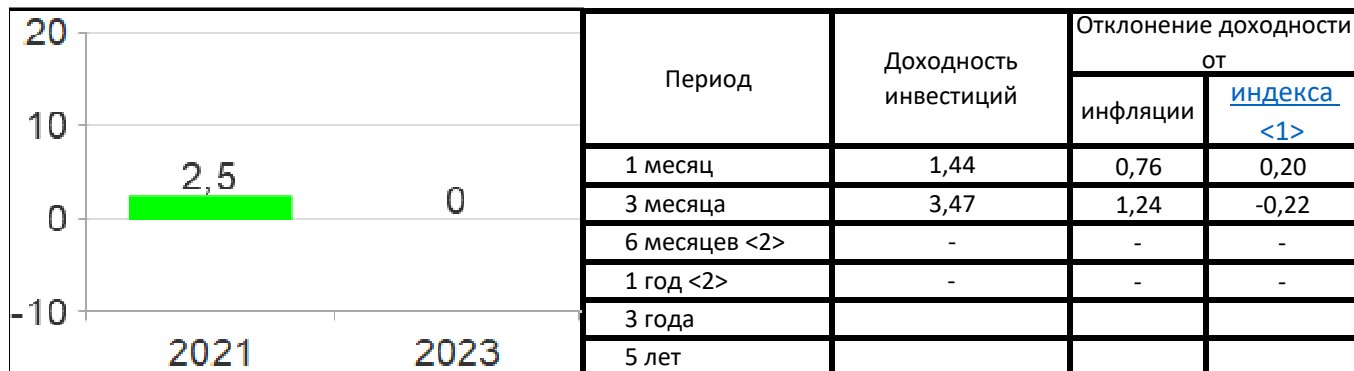 20
10
0
-10
2,5
0
2021
2023
Период
Доходность
инвестиций
Отклонение доходности
от
инфляции
индекса
<1>
1 месяц 1,44 0,76 0,20
3 месяца 3,47 1,24 -0,22
6 месяцев <2> - - -
1 год <2> - - -
3 года
5 лет